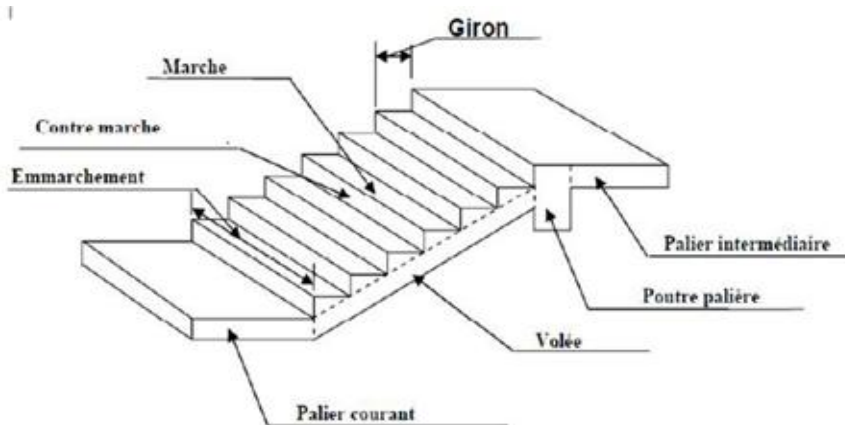 Giron
Marche
Contre marche
Emmarchement
Palier intermédiaire
Poutre palière
Volée
Palier courant